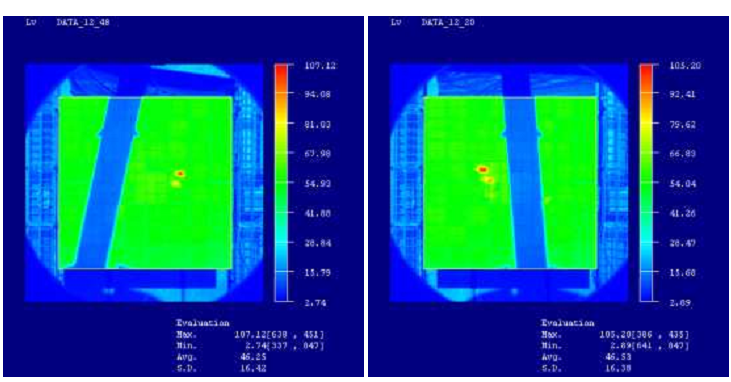 Lv DATA_12_48
107.12
94.08
81.03
67.98
54.93
41.88
28.84
15.79
2.74
Evaluation
Max. 107.12[638 , 451]
Min. 2.74[337 , 847]
Avg. 46.25
S.D. 16.42
Lv DATA_12_20
105.20
92.41
79.62
66.83
54.04
41.26
28.47
15.68
2.89
Evaluation
Max. 105.20[386 , 435]
Min. 2.89[641 , 847]
Avg. 46.53
S.D. 16.38